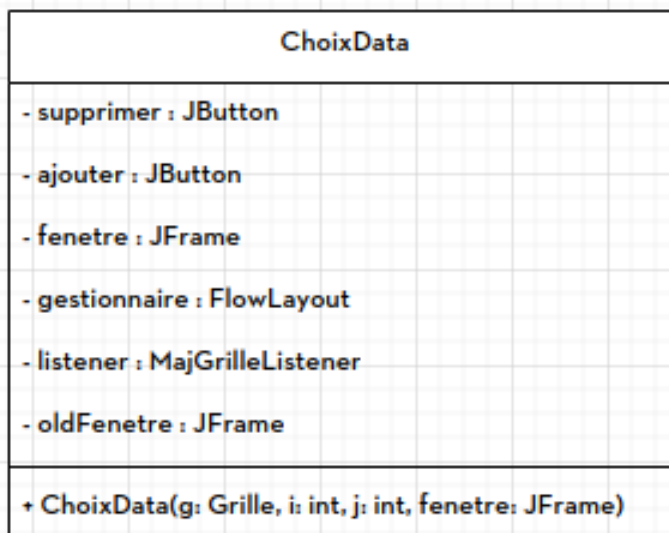 ChoixData
- supprimer : JButton
- ajouter : JButton
- fenetre : JFrame
- gestionnaire : FlowLayout
- listener : MajGrilleListener
- oldFenetre : JFrame
+ ChoixData(g: Grille, i: int, j: int, fenetre: JFrame)